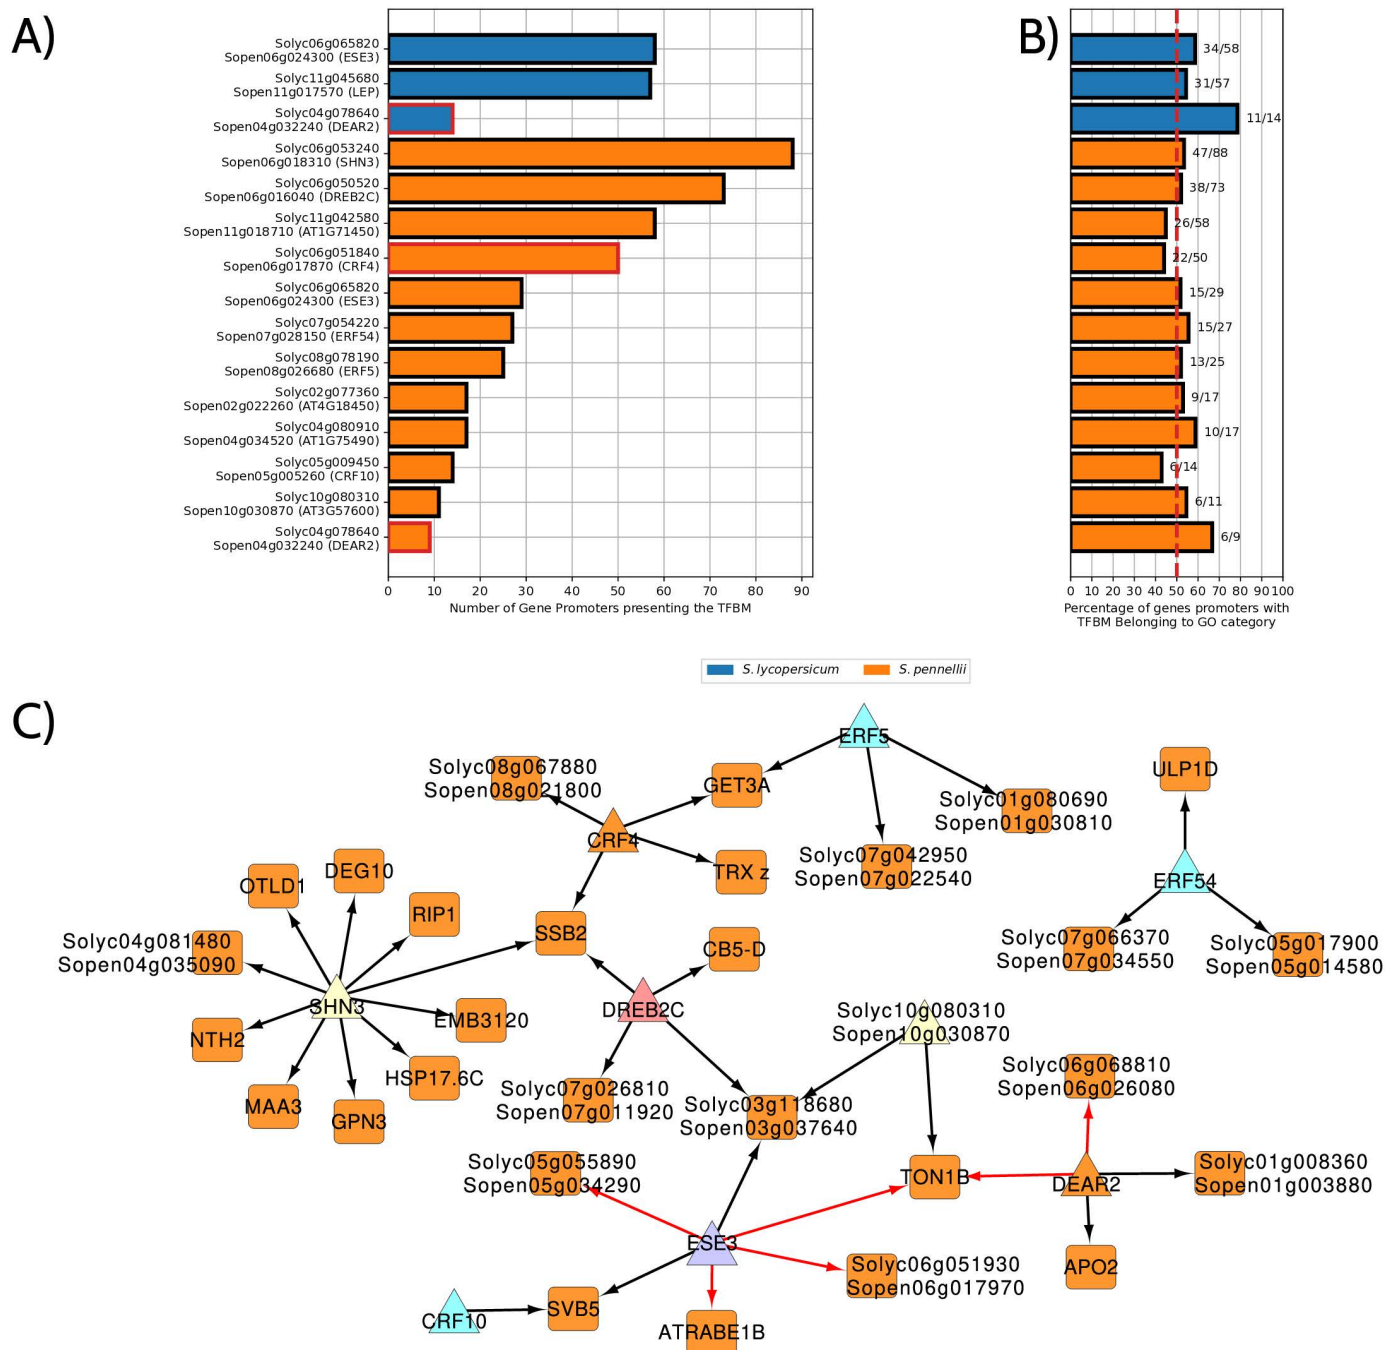 A)
Solyc06g065820
Sopen06g024300 (ESE3)
Solyc11g045680
Sopen11g017570 (LEP)
Solyc04g078640
Sopen04g032240 (DEAR2)
Solyc06g053240
Sopen06g018310 (SHN3)
Solyc06g050520
Sopen06g016040 (DREB2C)
Solyc11g042580
Sopen11g018710 (AT1G71450)
Solyc06g051840
Sopen06g017870 (CRF4)
Solyc06g065820
Sopen06g024300 (ESE3)
Solyc07g054220
Sopen07g028150 (ERF54)
Solyc08g078190
Sopen08g026680 (ERF5)
Solyc02g077360
Sopen02g022260 (AT4G18450)
Solyc04g080910
Sopen04g034520 (AT1G75490)
Solyc05g009450
Sopen05g005260 (CRF10)
Solyc10g080310
Sopen10g030870 (AT3G57600)
Solyc04g078640
Sopen04g032240 (DEAR2)
0 10 20 30 40 50 60 70 80 90
Number of Gene Promoters presenting the TFBM
B)
34/58
31/57
11/14
47/88
38/73
26/58
22/50
15/29
15/27
13/25
9/17
10/17
6/14
6/11
6/9
0 10 20 30 40 50 60 70 80 90 100
Percentage of genes promoters with
TFBM Belonging to GO category
S. lycopersicum S. pennellii
C)
ERF5
Solyc08g067880
Sopen08g021800
GET3A
ULP1D
Solyc01g080690
Sopen01g030810
CRF4
Solyc07g042950
Sopen07g022540
TRX z
ERF54
OTLD1
DEG10
RIP1
SSB2
CB5-D
Solyc07g066370
Sopen07g034550
Solyc05g017900
Sopen05g014580
Solyc04g081480
Sopen04g035090
SHN3
DREB2C
Solyc10g080310
Sopen10g030870
EMB3120
NTH2
HSP17.6C
Solyc06g068810
Sopen06g026080
MAA3
GPN3
Solyc07g026810
Sopen07g011920
Solyc03g118680
Sopen03g037640
Solyc05g055890
Sopen05g034290
TON1B
DEAR2
Solyc01g008360
Sopen01g003880
ESE3
Solyc06g051930
Sopen06g017970
APO2
CRF10
SVB5
ATRABE1B